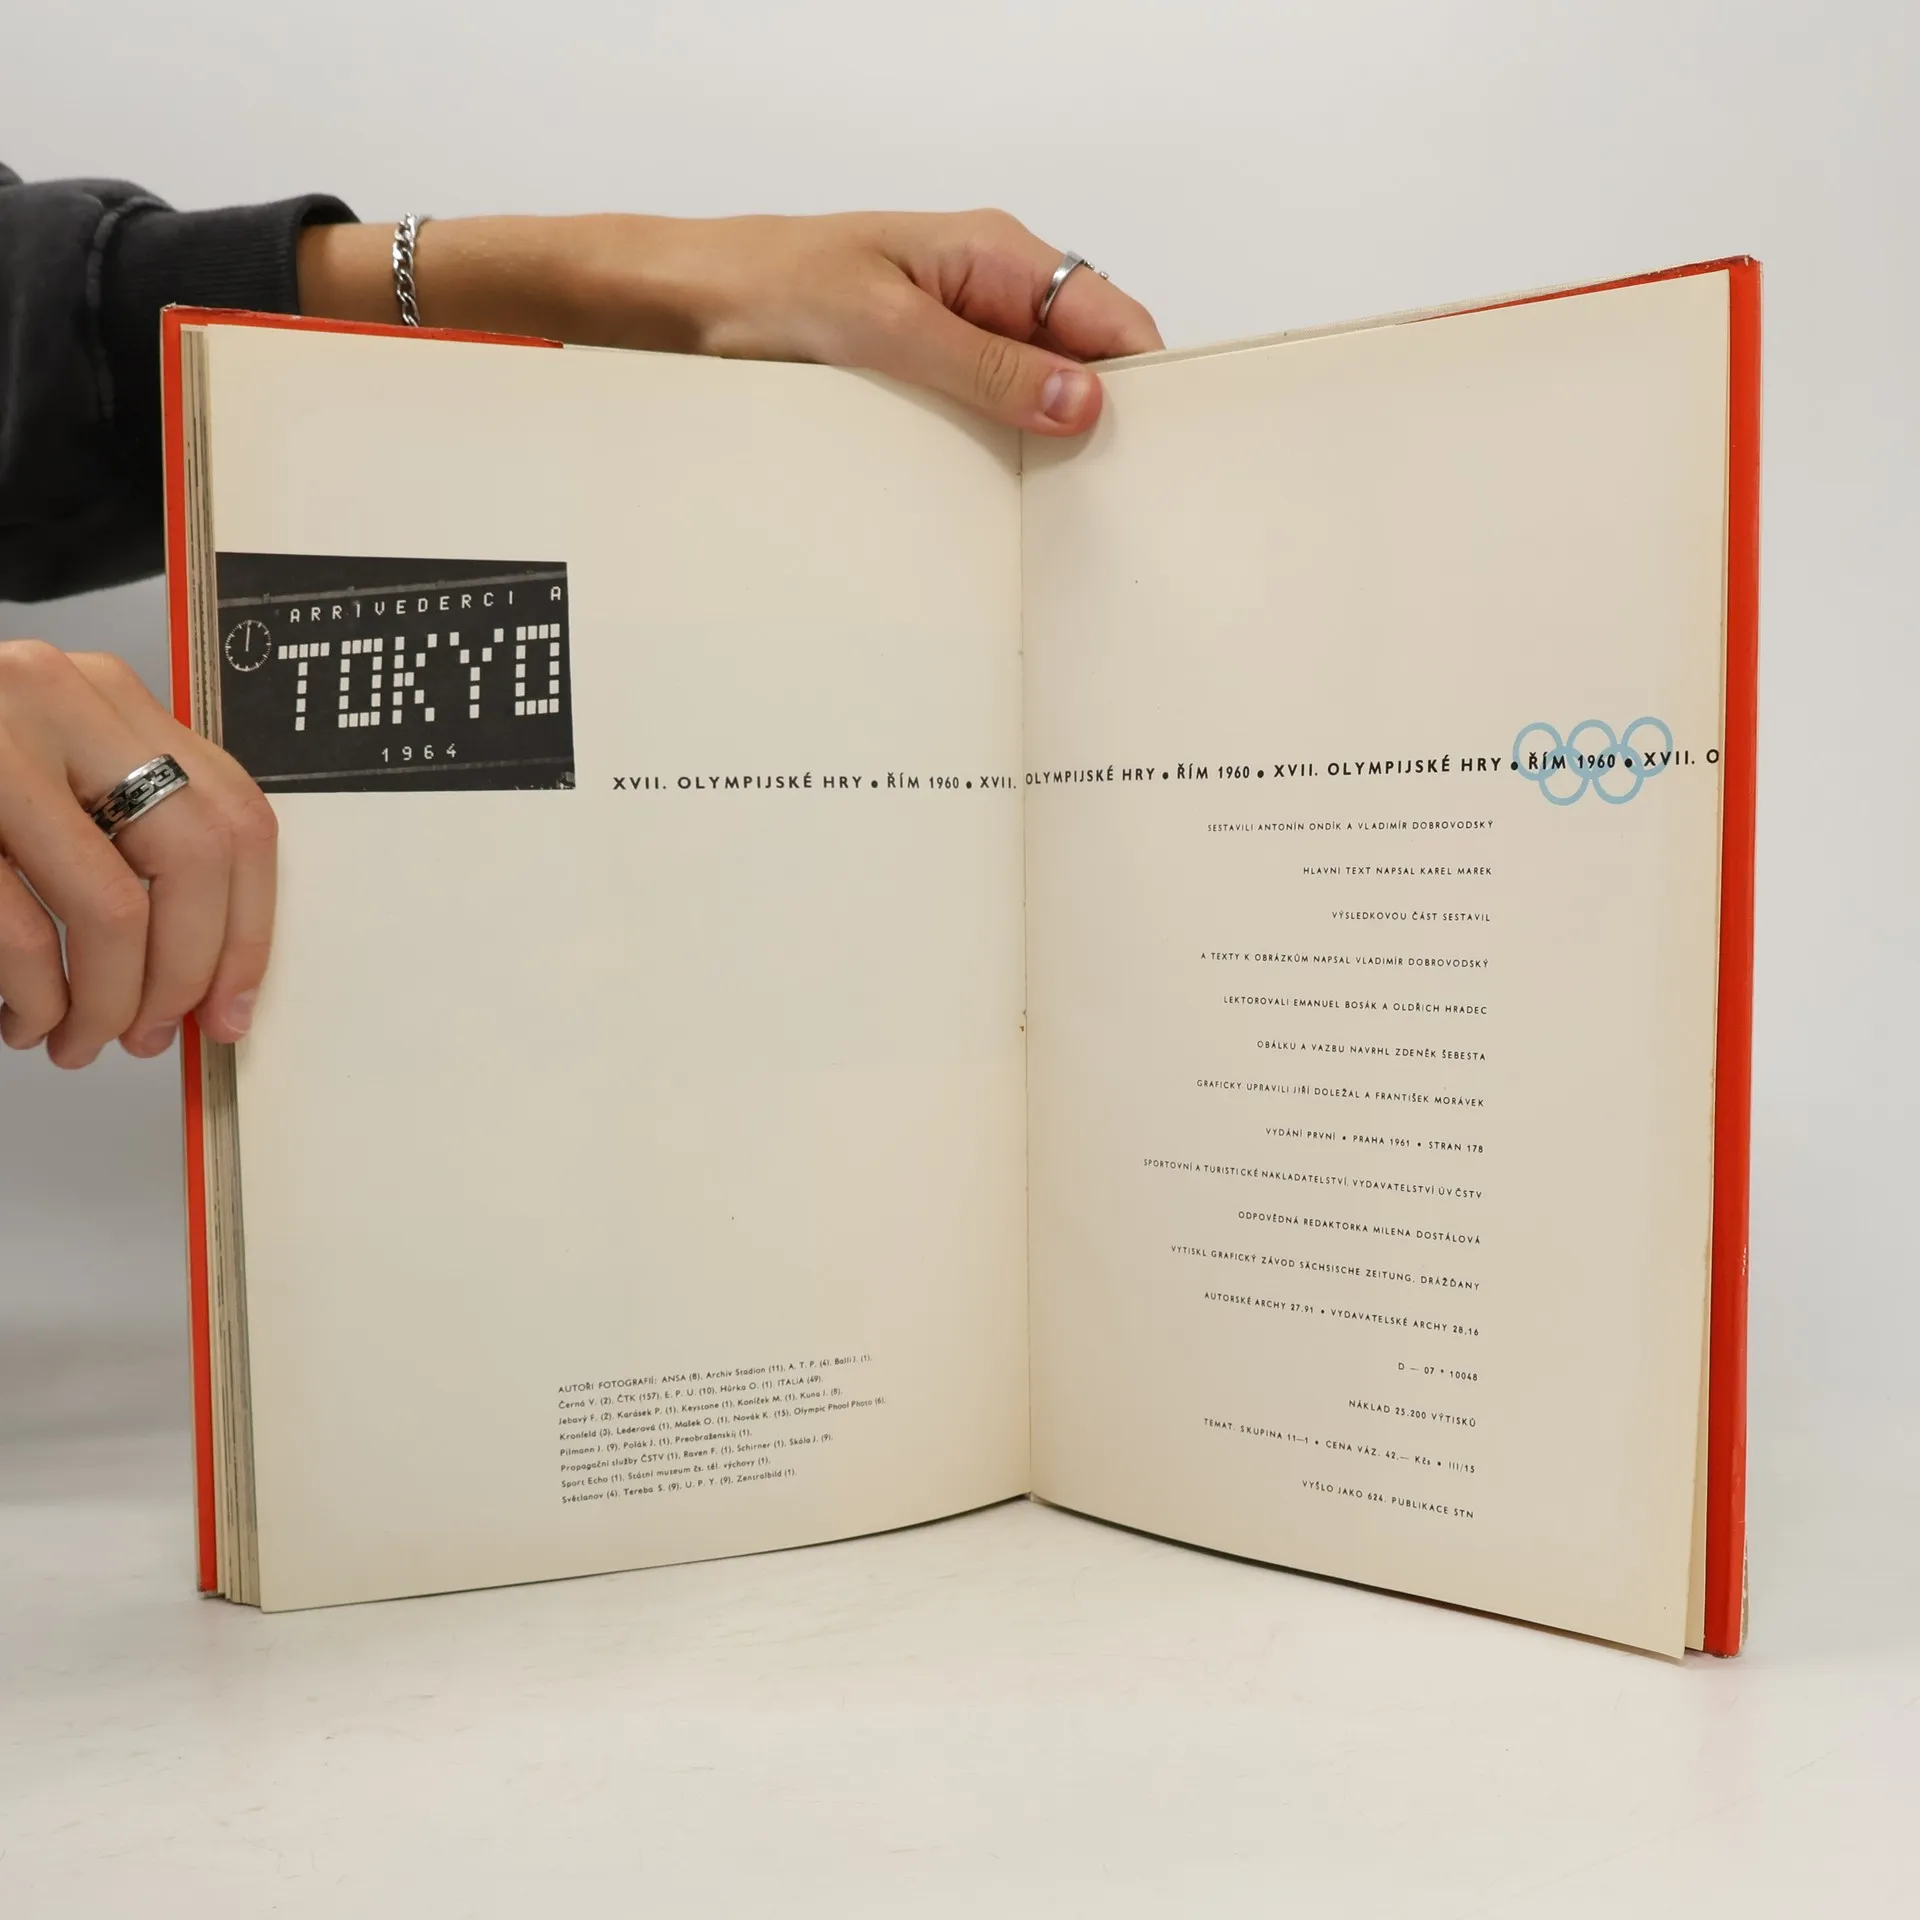 ARRIVEDERCI A
TOKYO
1964
XVII. OLYMPIJSKÉ HRY • ŘÍM 1960 • XVII. OLYMPIJSKÉ HRY • ŘÍM 1960 • XVII. OLYMPIJSKÉ HRY • ŘÍM 1960 • XVII. O
AUTOŘI FOTOGRAFIÍ: ANSA (8), Archiv Stadion (11), A. T. P. (4), Balli J. (1),
Černá V. (2), ČTK (157), E. P. U. (10), Hůrka O. (1), ITALIA (49),
Jebavý F. (2), Karásek P. (1), Keystone (1), Koníček M. (1), Kuna J. (8),
Kronfeld (3), Lederová (1), Mašek O. (1), Novák K. (15), Olympic Phool Photo (6),
Pilmann J. (9), Polák J. (1), Preobraženskij (1),
Propagační služby ČSTV (1), Raven F. (1), Schirner (1), Skála J. (9),
Sport Echo (1), Státní museum čs. těl. výchovy (1),
Světlanov (4), Tereba S. (9), U. P. Y. (9), Zentralbild (1).
SESTAVILI ANTONÍN ONDÍK A VLADIMÍR DOBROVODSKÝ
HLAVNÍ TEXT NAPSAL KAREL MAREK
VÝSLEDKOVOU ČÁST SESTAVIL
A TEXTY K OBRÁZKŮM NAPSAL VLADIMÍR DOBROVODSKÝ
LEKTOROVALI EMANUEL BOSÁK A OLDŘICH HRADEC
OBÁLKU A VAZBU NAVRHL ZDENĚK ŠEBESTA
GRAFICKY UPRAVILI JIŘÍ DOLEŽAL A FRANTIŠEK MORÁVEK
VYDÁNÍ PRVNÍ • PRAHA 1961 • STRAN 178
SPORTOVNÍ A TURISTICKÉ NAKLADATELSTVÍ, VYDAVATELSTVÍ ÚV ČSTV
ODPOVĚDNÁ REDAKTORKA MILENA DOSTÁLOVÁ
VYTISKL GRAFICKÝ ZÁVOD SÄCHSISCHE ZEITUNG, DRÁŽĎANY
AUTORSKÉ ARCHY 27.91 • VYDAVATELSKÉ ARCHY 28,16
D — 07 * 10048
NÁKLAD 25.200 VÝTISKŮ
TEMAT. SKUPINA 11—1 • CENA VÁZ. 42,— Kčs • III/15
VYŠLO JAKO 624. PUBLIKACE STN